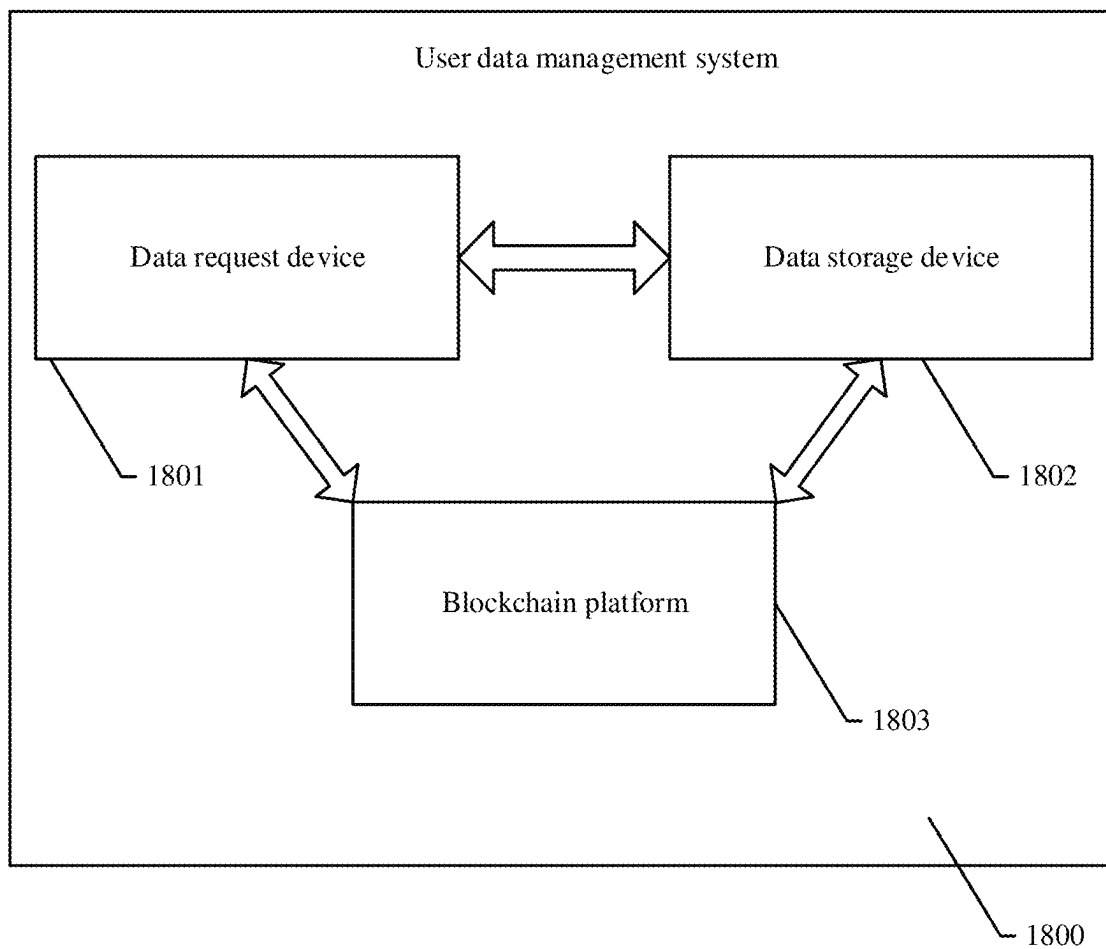 User data management system
Data request device
Data storage device
1801
1802
Blockchain platform
1803
1800